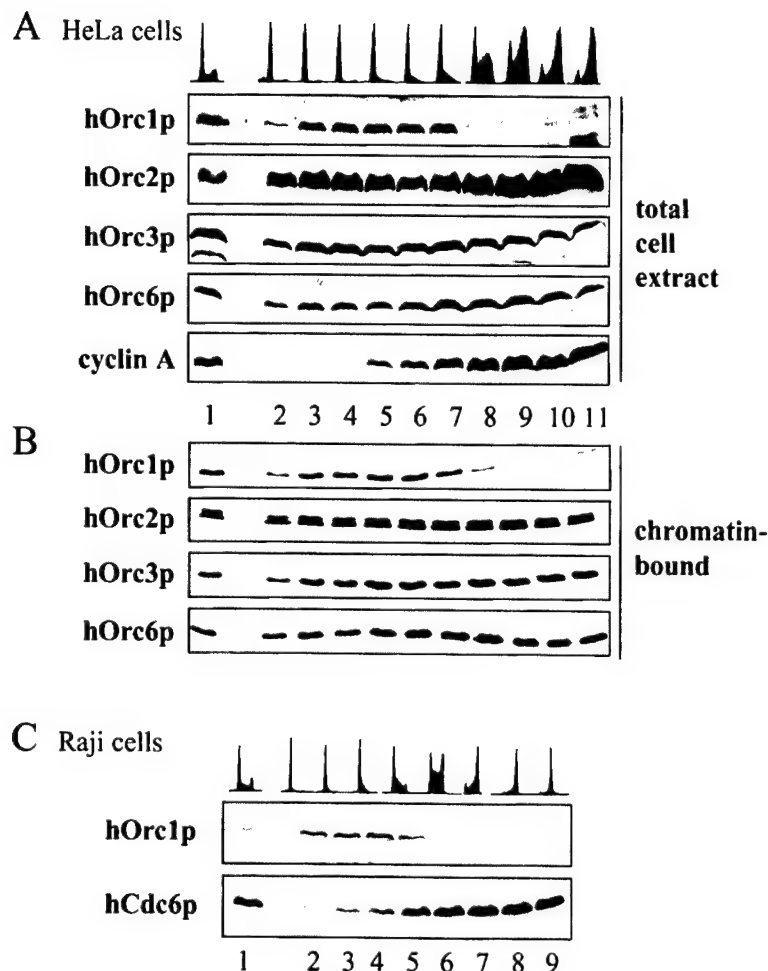 A HeLa cells
hOrc1p
hOrc2p
hOrc3p
hOrc6p
cyclin A
total
cell
extract
1 2 3 4 5 6 7 8 9 10 11
B
hOrc1p
hOrc2p
hOrc3p
hOrc6p
chromatin-
bound
C Raji cells
hOrc1p
hCdc6p
1 2 3 4 5 6 7 8 9